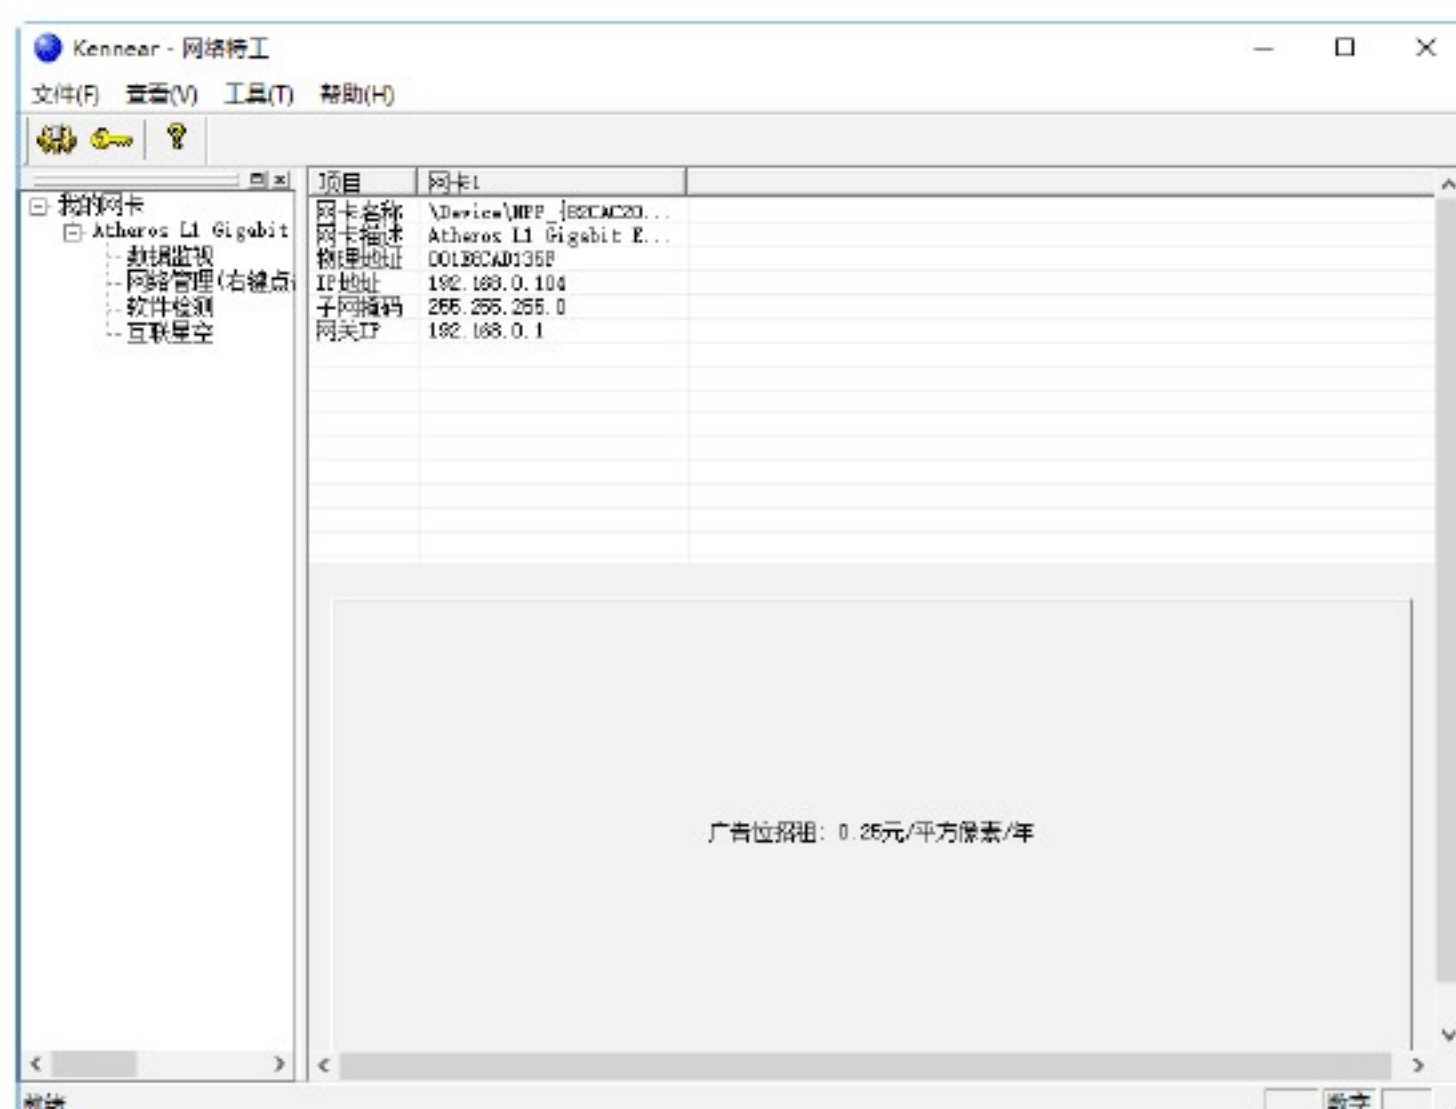 Kennear - 网络特工
文件(F) 查看(V) 工具(T) 帮助(H)
我的网卡
Atheros L1 Gigabit
数据监视
网络管理(右键点
软件检测
互联星空
项目 网卡1
网卡名称 \Device\NPF_{B2CAC20...
网卡描述 Atheros L1 Gigabit E...
物理地址
IP地址 192.168.0.104
子网掩码 255.255.255.0
网关IP 192.168.0.1
广告位招租: 0.25元/平方像素/年
就绪
数字